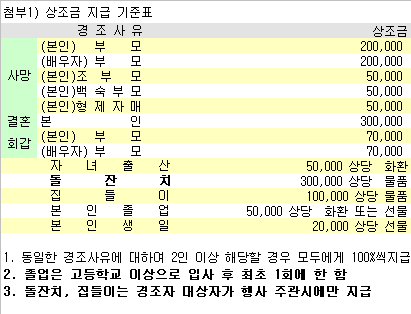 첨부1) 상조금 지급 기준표
경 조 사 유 상조금
사망 (본인) 부 모 200,000
(배우자) 부 모 200,000
(본인)조 부 모 50,000
(본인)백 숙 부 모 50,000
(본인)형 제 자 매 50,000
결혼 본 인 300,000
회갑 (본인) 부 모 70,000
(배우자) 부 모 70,000
자 녀 출 산 50,000 상당 화환
돌 잔 치 300,000 상당 물품
집 들 이 100,000 상당 물품
본 인 졸 업 50,000 상당 화환 또는 선물
본 인 생 일 20,000 상당 선물
1. 동일한 경조사유에 대하여 2인 이상 해당할 경우 모두에게 100%씩지급
2. 졸업은 고등학교 이상으로 입사 후 최초 1회에 한 함
3. 돌잔치, 집들이는 경조자 대상자가 행사 주관시에만 지급